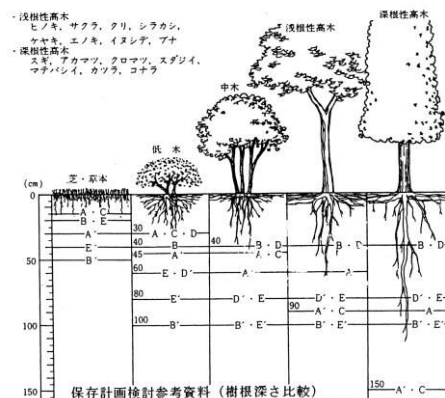 ・浅根性高木
ヒノキ，サクラ，クリ，シラカシ，
ケヤキ，エノキ，イヌシデ，ブナ
・深根性高木
スギ，アカマツ，クロマツ，スダジイ，
マテバシイ，カツラ，コナラ
深根性高木
浅根性高木
中木
低木
芝・草本
(cm)
0
A・C
B・E
A'
E'
B'
50
100
150
30 A・C・D
40 B
45 A'
60 E・D'
80 E'
100 B'
40 B・D
A・C
A'
D'・E
B'・E'
B・D
A
D'・E
90 A'・C
B'・E'
B・D
D'・E
A
B'・E'
150 A'・C
保存計画検討参考資料（樹根深さ比較）